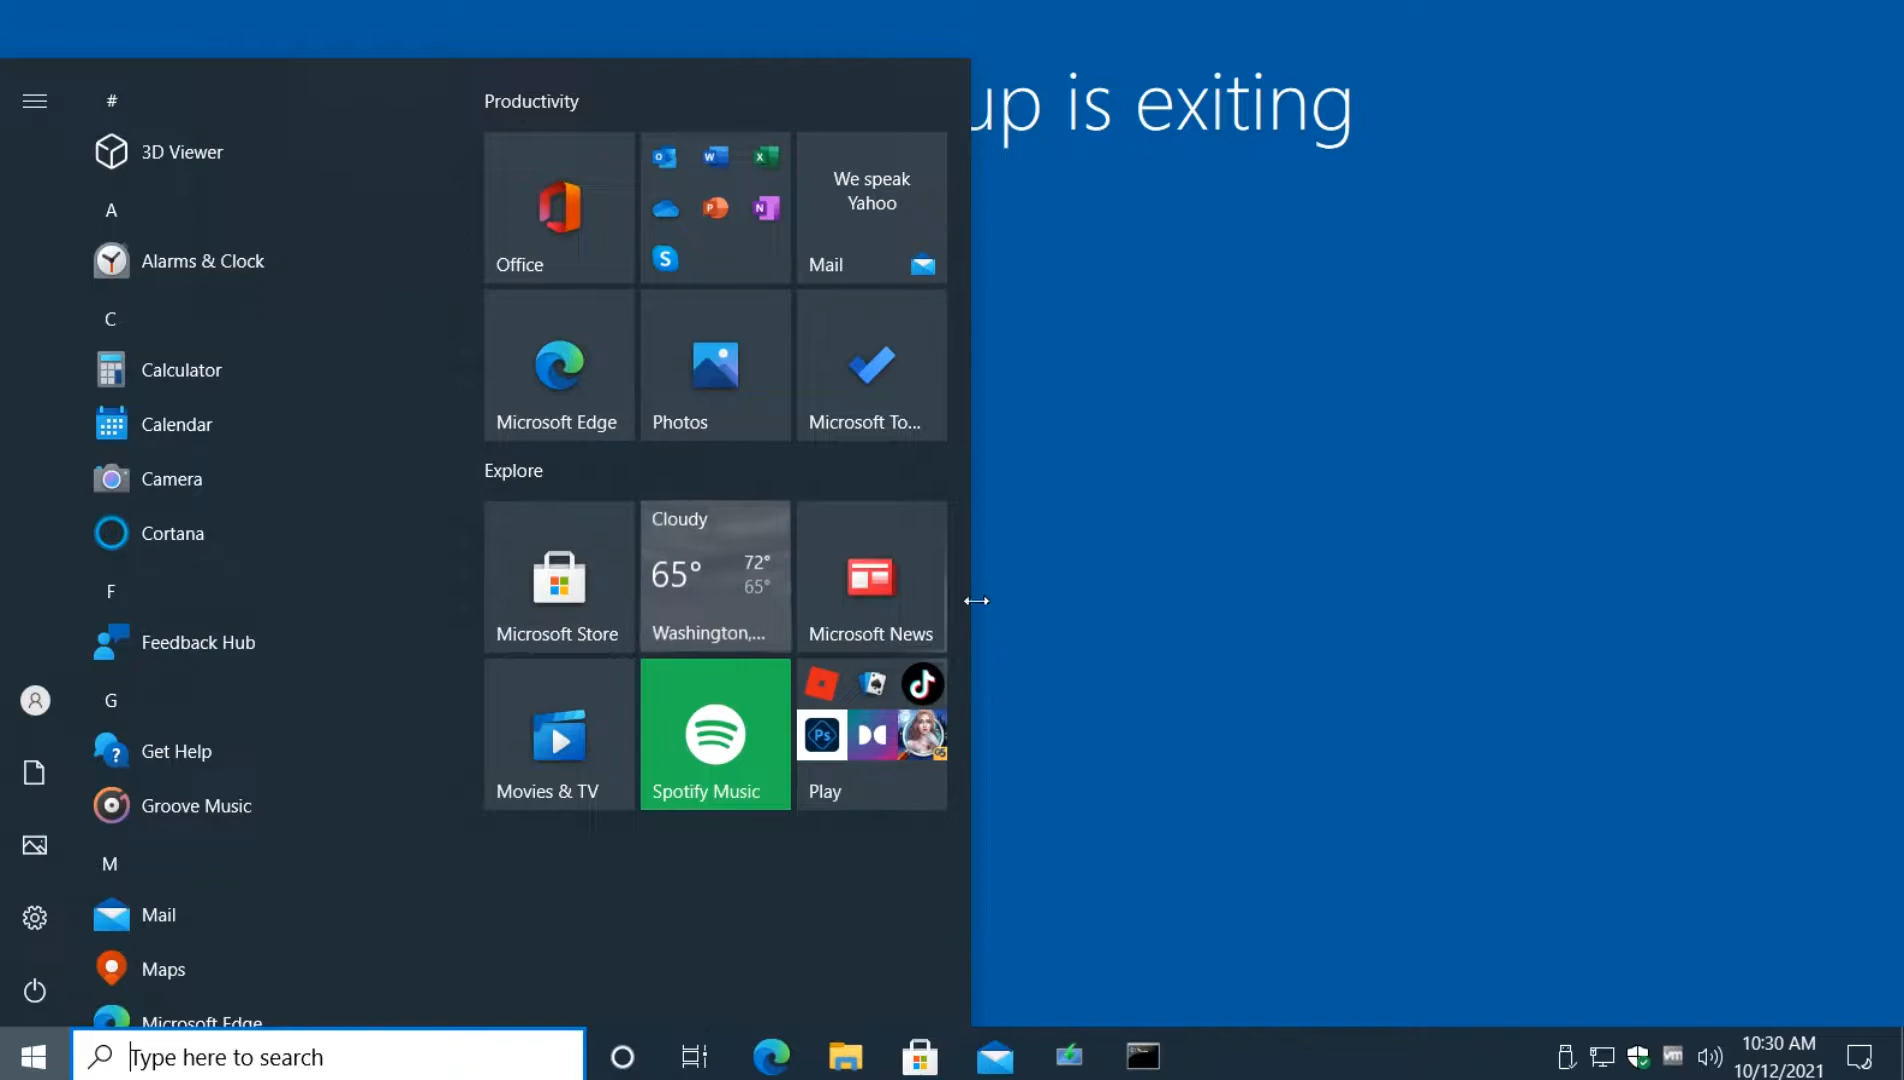 up is exiting
#
3D Viewer
A
Alarms & Clock
C
Calculator
Calendar
Camera
Cortana
F
Feedback Hub
G
Get Help
Groove Music
M
Mail
Maps
Microsoft Edge
Productivity
Office
We speak
Yahoo
Mail
Microsoft Edge
Photos
Microsoft To...
Explore
Microsoft Store
Cloudy
65°
72°
65°
Washington,...
Microsoft News
Movies & TV
Spotify Music
Ps
Play
Type here to search
vm
10:30 AM
10/12/2021